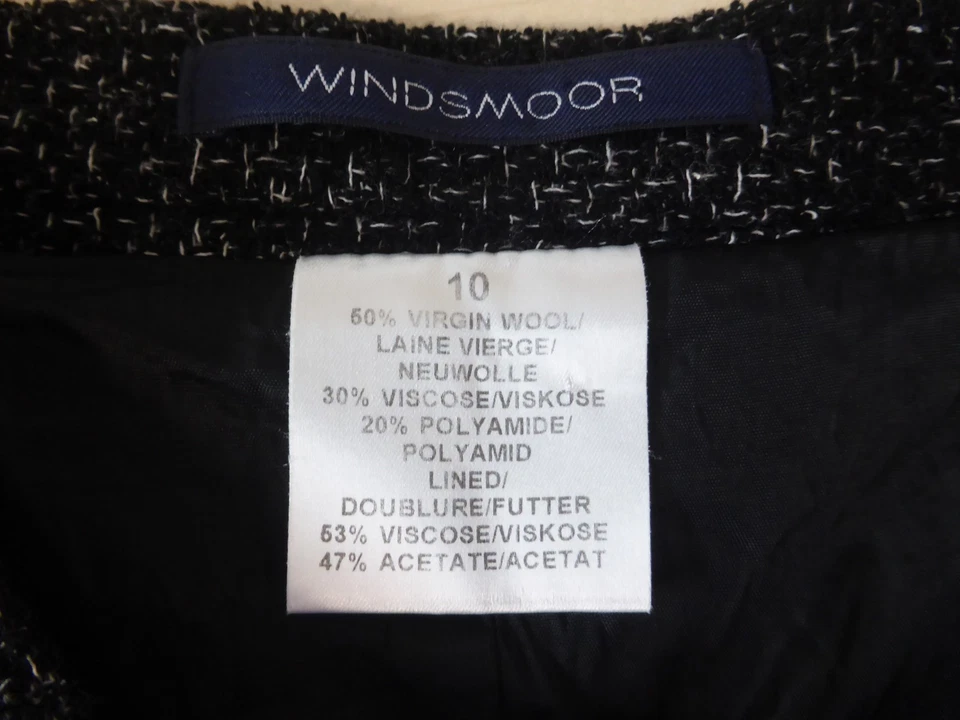 WINDSMOOR
10
50% VIRGIN WOOL/
LAINE VIERGE/
NEUWOLLE
30% VISCOSE/VISKOSE
20% POLYAMIDE/
POLYAMID
LINED/
DOUBLURE/FUTTER
53% VISCOSE/VISKOSE
47% ACETATE/ACETAT